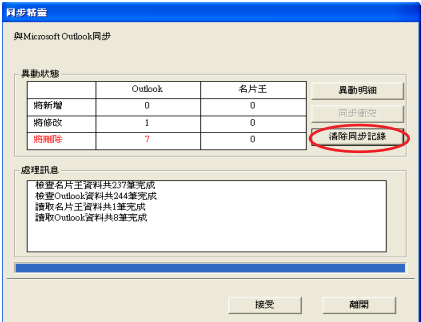 同步精靈
與Microsoft Outlook同步
異動狀態
Outlook 名片王
將新增 0 0
將修改 1 0
將刪除 7 0
異動明細
同步衝突
清除同步記錄
處理訊息
檢查名片王資料共237筆完成
檢查Outlook資料共244筆完成
讀取名片王資料共1筆完成
讀取Outlook資料共8筆完成
接受 離開